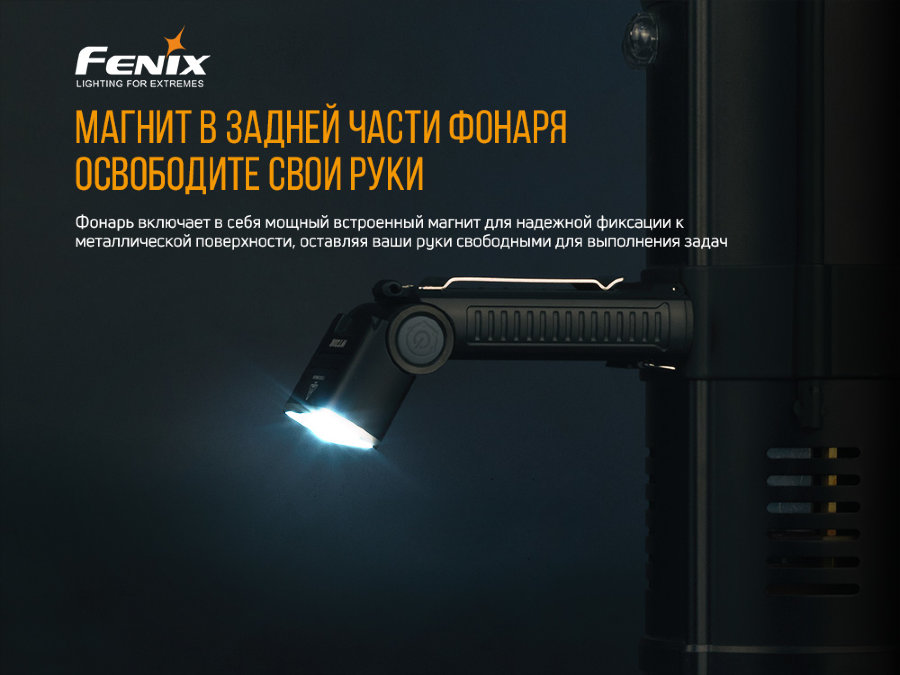 FENIX
LIGHTING FOR EXTREMES
МАГНИТ В ЗАДНЕЙ ЧАСТИ ФОНАРЯ
ОСВОБОДИТЕ СВОИ РУКИ
Фонарь включает в себя мощный встроенный магнит для надежной фиксации к
металлической поверхности, оставляя ваши руки свободными для выполнения задач